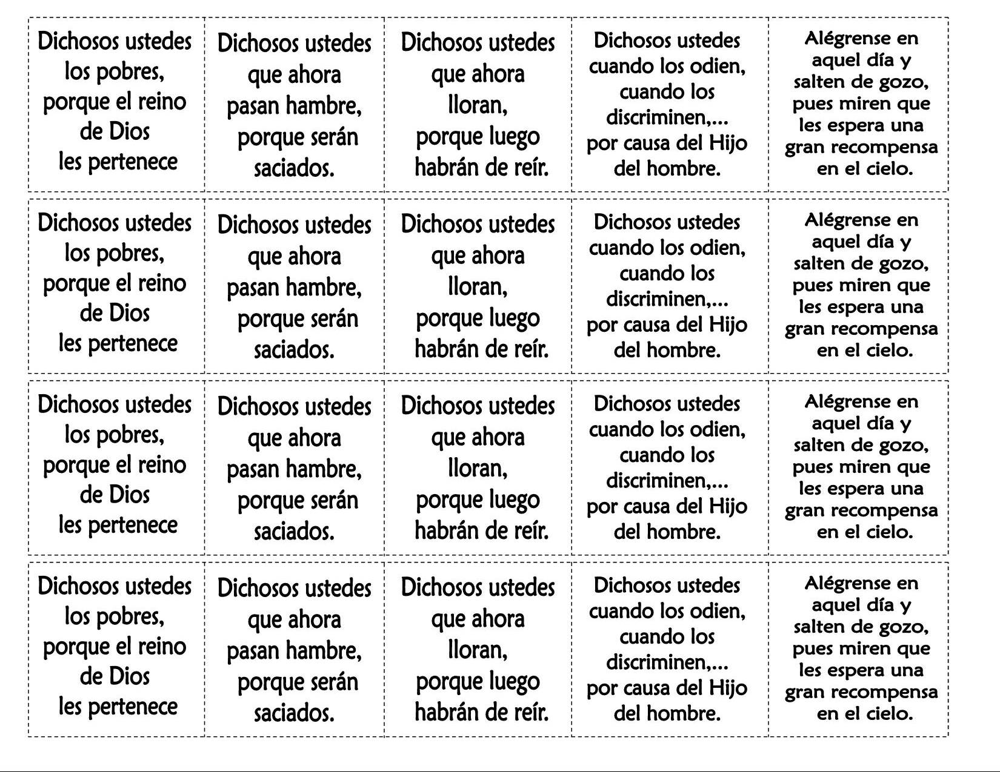 Dichosos ustedes
los pobres,
porque el reino
de Dios
les pertenece
Dichosos ustedes
que ahora
pasan hambre,
porque serán
saciados.
Dichosos ustedes
que ahora
lloran,
porque luego
habrán de reír.
Dichosos ustedes
cuando los odien,
cuando los
discriminen,...
por causa del Hijo
del hombre.
Alégrense en
aquel día y
salten de gozo,
pues miren que
les espera una
gran recompensa
en el cielo.
Dichosos ustedes
los pobres,
porque el reino
de Dios
les pertenece
Dichosos ustedes
que ahora
pasan hambre,
porque serán
saciados.
Dichosos ustedes
que ahora
lloran,
porque luego
habrán de reír.
Dichosos ustedes
cuando los odien,
cuando los
discriminen,...
por causa del Hijo
del hombre.
Alégrense en
aquel día y
salten de gozo,
pues miren que
les espera una
gran recompensa
en el cielo.
Dichosos ustedes
los pobres,
porque el reino
de Dios
les pertenece
Dichosos ustedes
que ahora
pasan hambre,
porque serán
saciados.
Dichosos ustedes
que ahora
lloran,
porque luego
habrán de reír.
Dichosos ustedes
cuando los odien,
cuando los
discriminen,...
por causa del Hijo
del hombre.
Alégrense en
aquel día y
salten de gozo,
pues miren que
les espera una
gran recompensa
en el cielo.
Dichosos ustedes
los pobres,
porque el reino
de Dios
les pertenece
Dichosos ustedes
que ahora
pasan hambre,
porque serán
saciados.
Dichosos ustedes
que ahora
lloran,
porque luego
habrán de reír.
Dichosos ustedes
cuando los odien,
cuando los
discriminen,...
por causa del Hijo
del hombre.
Alégrense en
aquel día y
salten de gozo,
pues miren que
les espera una
gran recompensa
en el cielo.